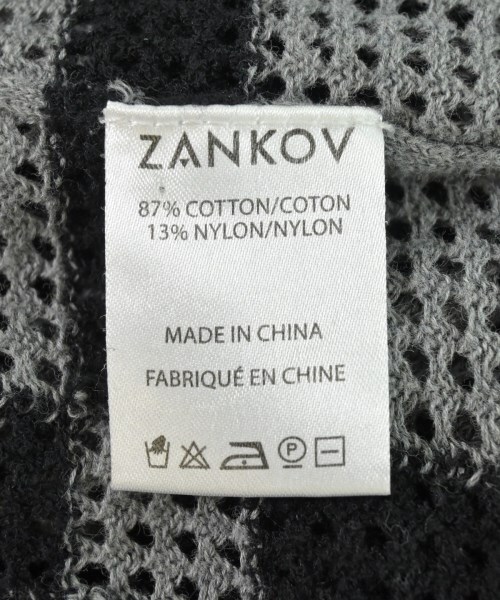 ZANKOV
87% COTTON/COTON
13% NYLON/NYLON
MADE IN CHINA
FABRIQUÉ EN CHINE
P